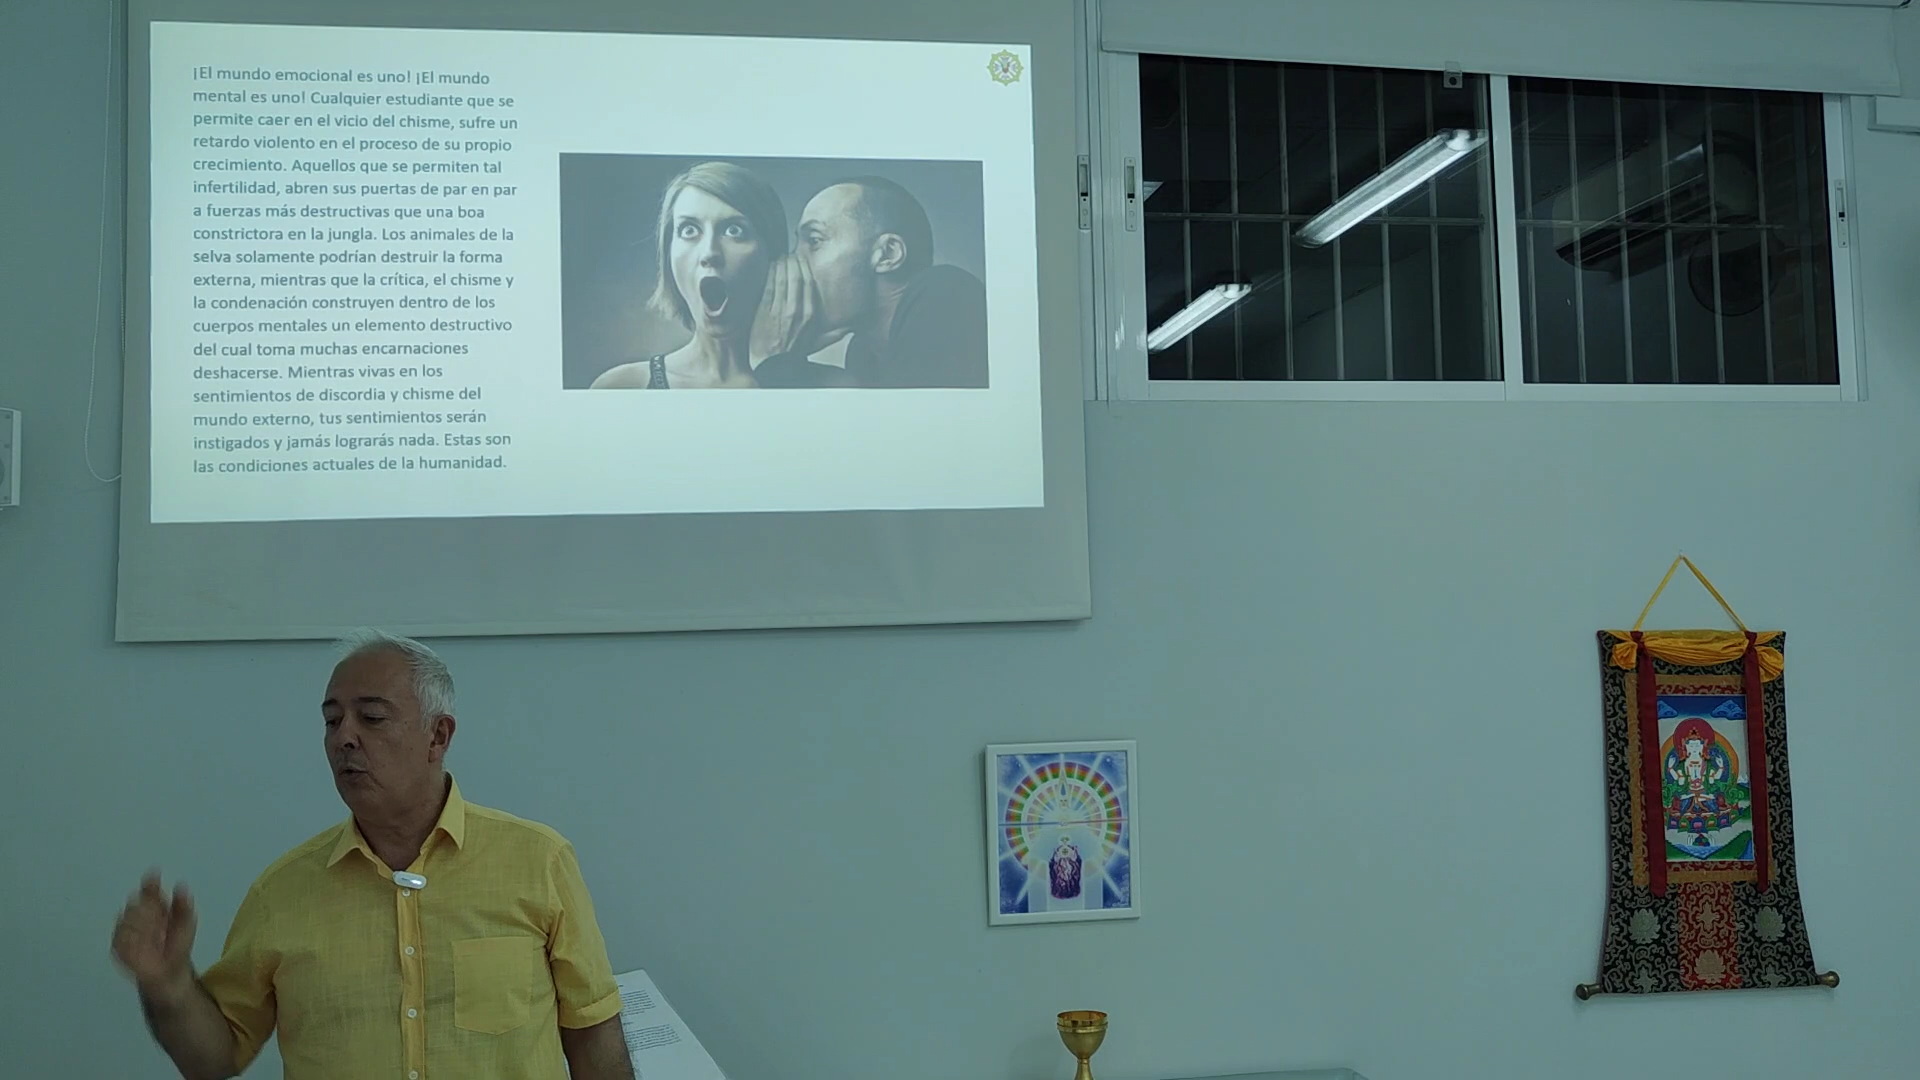 ¡El mundo emocional es uno! ¡El mundo
mental es uno! Cualquier estudiante que se
permite caer en el vicio del chisme, sufre un
retardo violento en el proceso de su propio
crecimiento. Aquellos que se permiten tal
infertilidad, abren sus puertas de par en par
a fuerzas más destructivas que una boa
constrictora en la jungla. Los animales de la
selva solamente podrían destruir la forma
externa, mientras que la crítica, el chisme y
la condenación construyen dentro de los
cuerpos mentales un elemento destructivo
del cual toma muchas encarnaciones
deshacerse. Mientras vivas en los
sentimientos de discordia y chisme del
mundo externo, tus sentimientos serán
instigados y jamás lograrás nada. Estas son
las condiciones actuales de la humanidad.